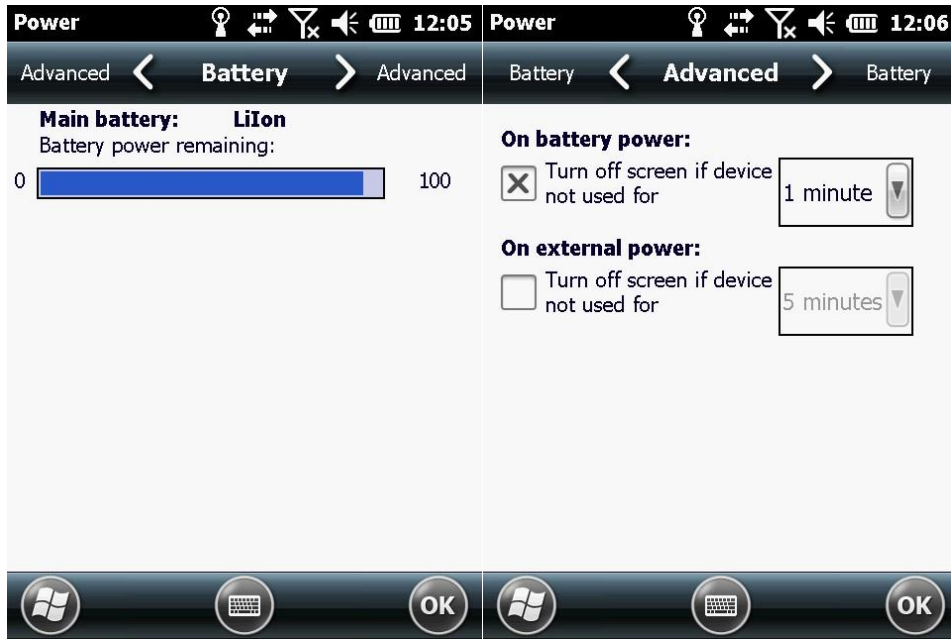 Power 12:05
Advanced Battery Advanced
Main battery: LiIon
Battery power remaining:
0 100
OK
Power 12:06
Battery Advanced Battery
On battery power:
Turn off screen if device
not used for
1 minute
On external power:
Turn off screen if device
not used for
5 minutes
OK